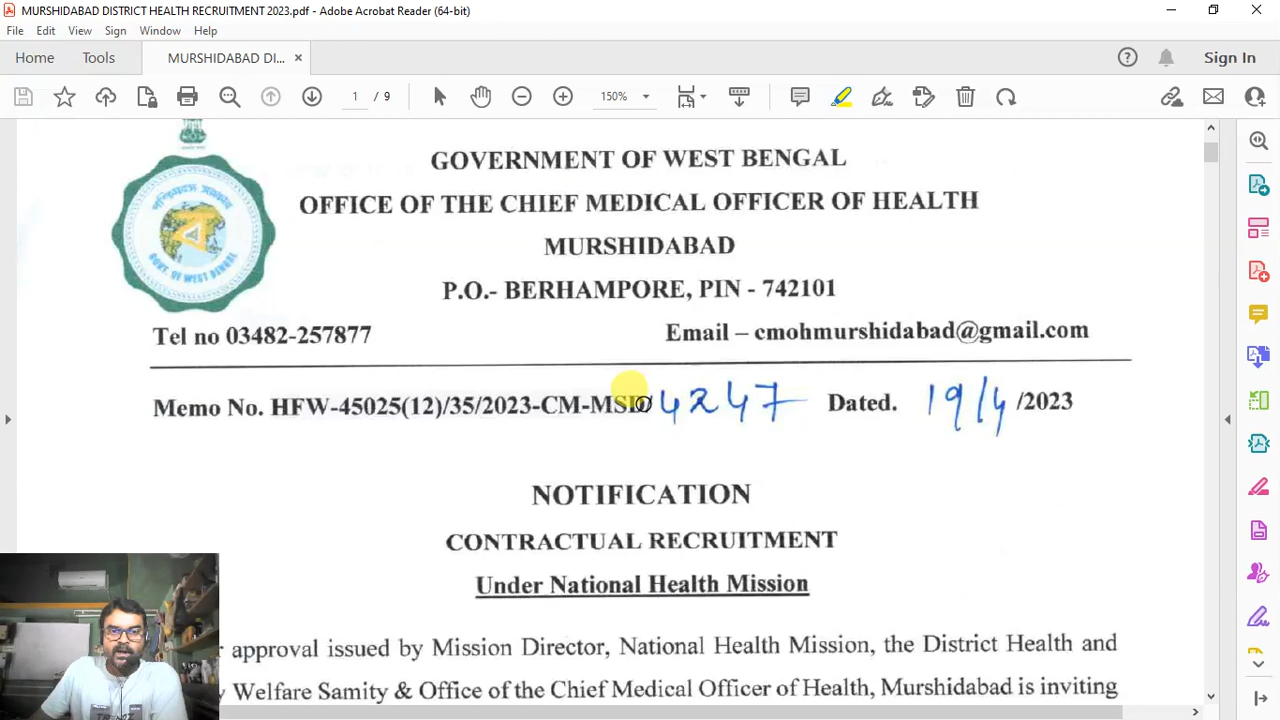 MURSHIDABAD DISTRICT HEALTH RECRUITMENT 2023.pdf - Adobe Acrobat Reader (64-bit)
File Edit View Sign Window Help
Home Tools MURSHIDABAD DI... × Sign In
1 / 9 150%
GOVERNMENT OF WEST BENGAL
OFFICE OF THE CHIEF MEDICAL OFFICER OF HEALTH
MURSHIDABAD
P.O.- BERHAMPORE, PIN - 742101
GOVT. OF WEST BENGAL
Tel no 03482-257877 Email – cmohmurshidabad@gmail.com
Memo No. HFW-45025(12)/35/2023-CM-MSD 4247 Dated. 19/4 /2023
NOTIFICATION
CONTRACTUAL RECRUITMENT
Under National Health Mission
approval issued by Mission Director, National Health Mission, the District Health and
Welfare Samity & Office of the Chief Medical Officer of Health, Murshidabad is inviting